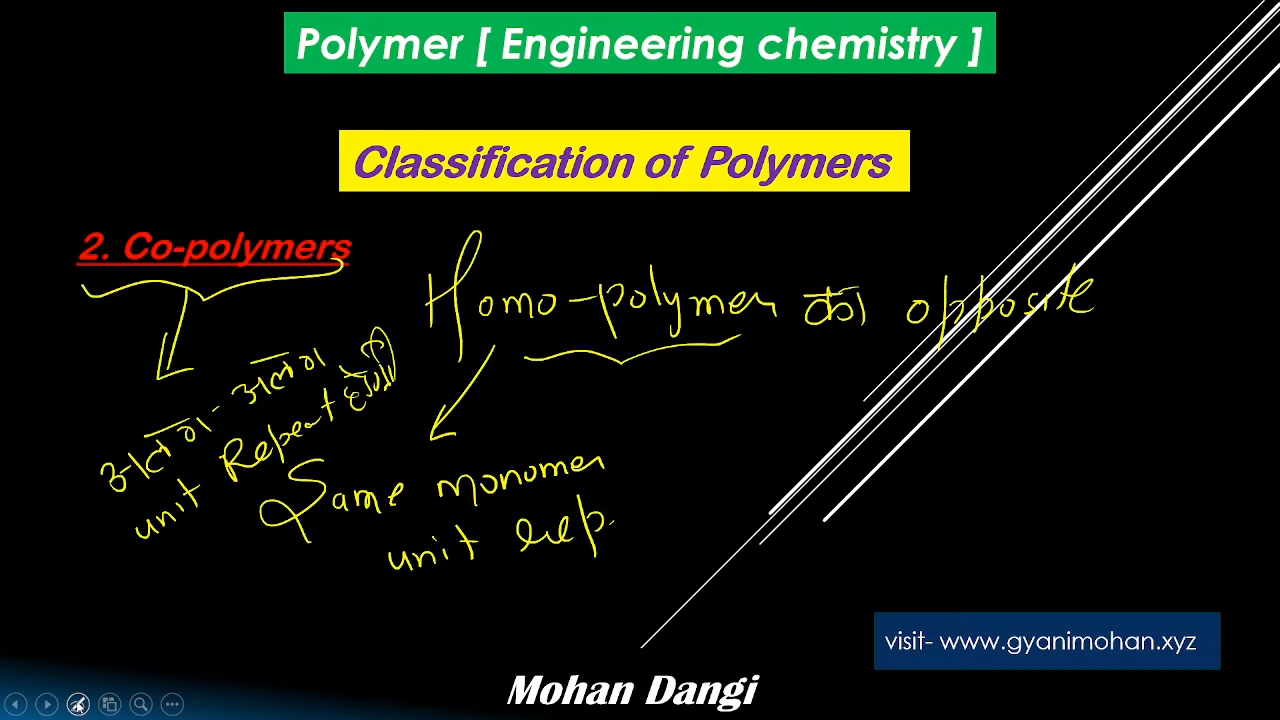 Polymer [ Engineering chemistry ]
Classification of Polymers
2. Co-polymers
Homo-polymer का opposite
अलग-अलग
unit Repeat होगी
Same monomer
unit rep.
visit- www.gyanimohan.xyz
Mohan Dangi